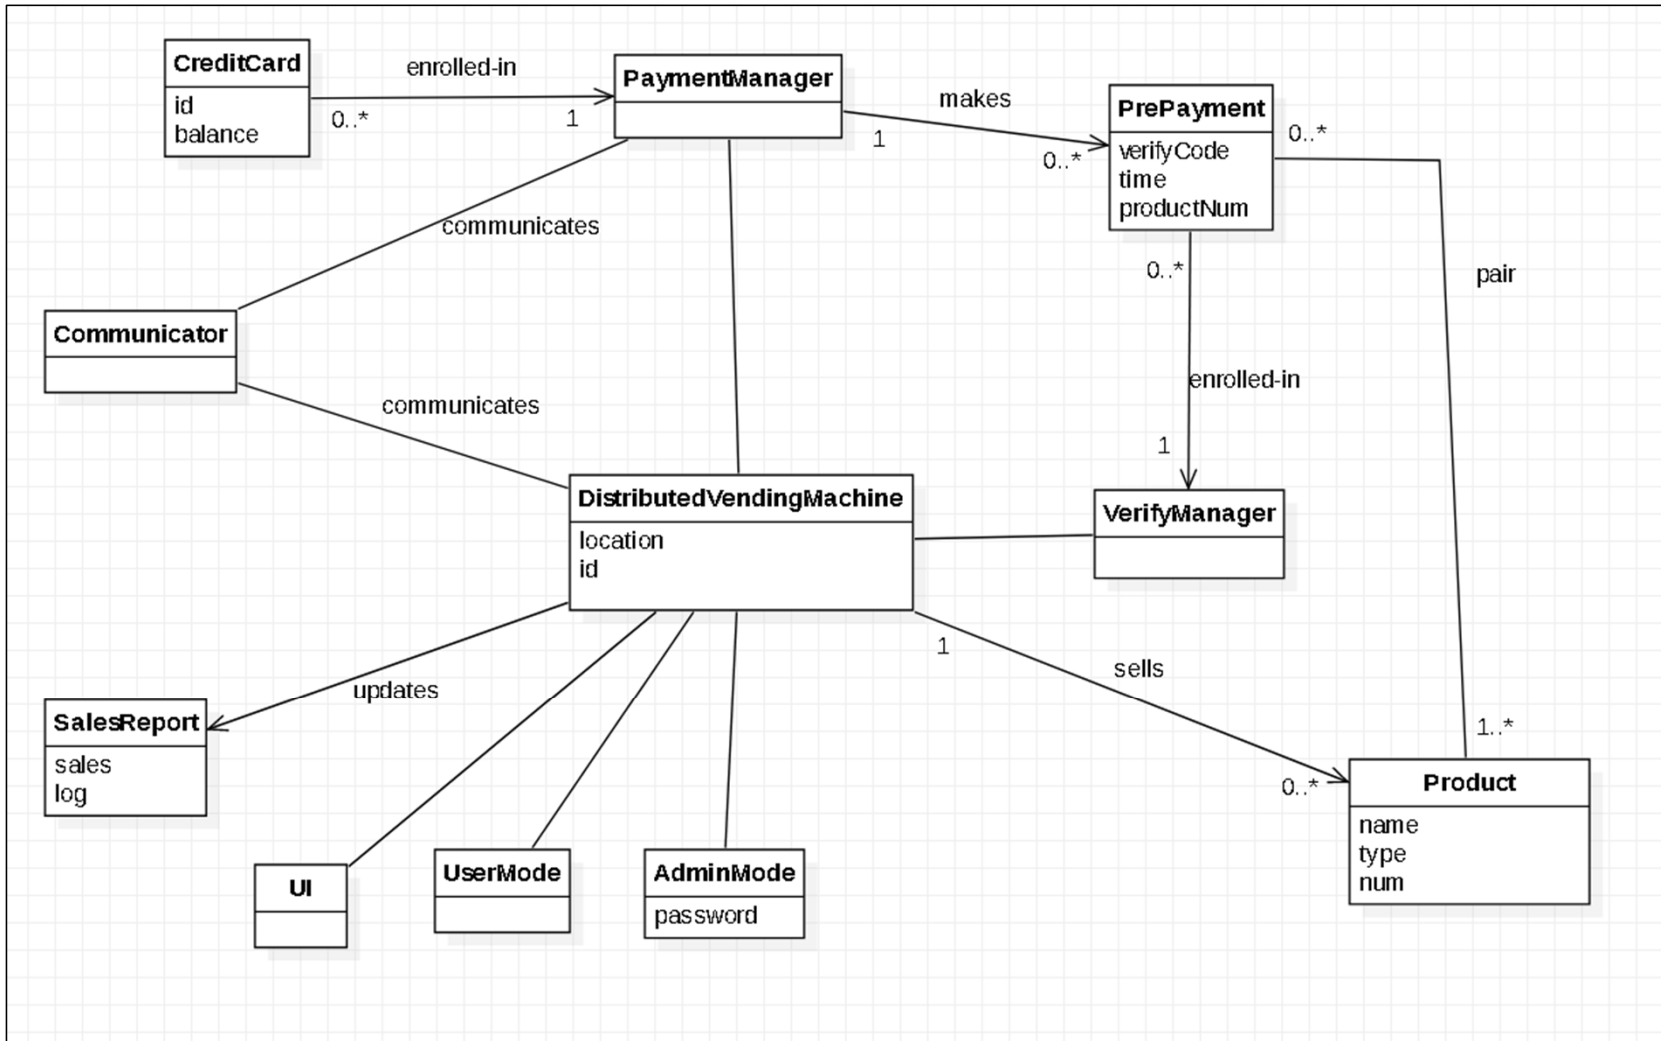 CreditCard
id
balance
enrolled-in
0..*
1
PaymentManager
makes
1
0..*
PrePayment
verifyCode
time
productNum
0..*
pair
communicates
0..*
enrolled-in
1
Communicator
communicates
DistributedVendingMachine
location
id
VerifyManager
1
sells
0..*
1..*
updates
SalesReport
sales
log
Product
name
type
num
UI
UserMode
AdminMode
password